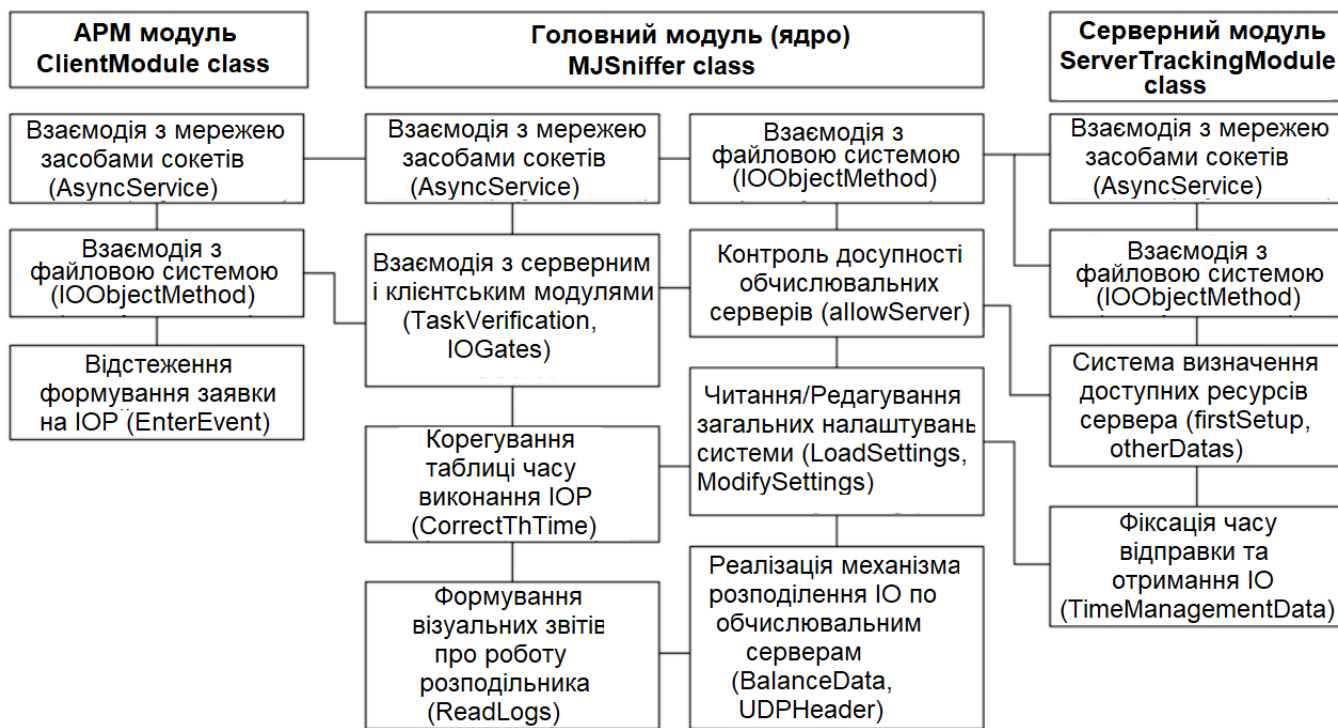 АРМ модуль
ClientModule class
Головний модуль (ядро)
MJSniffer class
Серверний модуль
ServerTrackingModule
class
Взаємодія з мережею
засобами сокетів
(AsyncService)
Взаємодія з
файловою системою
(IOObjectMethod)
Відстеження
формування заявки
на ІОР (EnterEvent)
Взаємодія з мережею
засобами сокетів
(AsyncService)
Взаємодія з серверним
і клієнтським модулями
(TaskVerification,
IOGates)
Корегування
таблиці часу
виконання ІОР
(CorrectThTime)
Формування
візуальних звітів
про роботу
розподільника
(ReadLogs)
Взаємодія з
файловою системою
(IOObjectMethod)
Контроль досупності
обчислювальних
серверів (allowServer)
Читання/Редагування
загальних налаштувань
системи (LoadSettings,
ModifySettings)
Реалізація механізма
розподілення ІО по
обчислювальним
серверам
(BalanceData,
UDPHeader)
Взаємодія з мережею
засобами сокетів
(AsyncService)
Взаємодія з
файловою системою
(IOObjectMethod)
Система визначення
доступних ресурсів
сервера (firstSetup,
otherDatas)
Фіксація часу
відправки та
отримання ІО
(TimeManagementData)